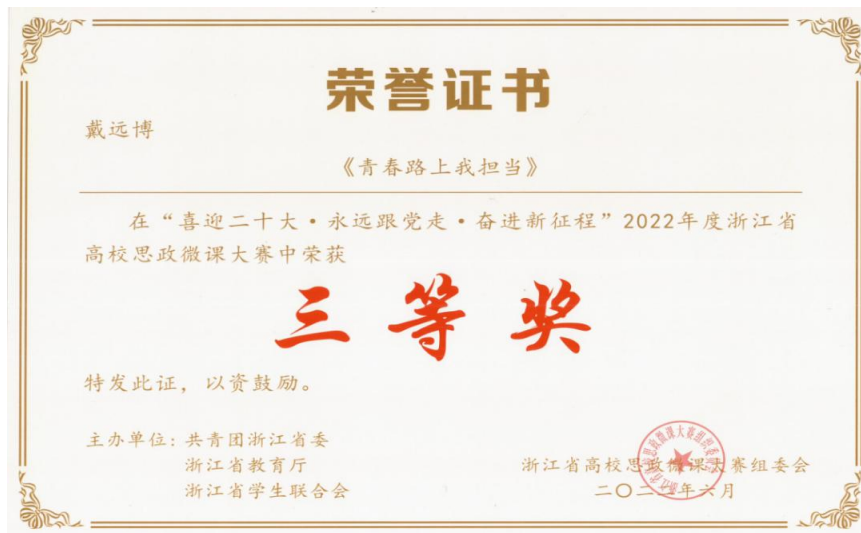 荣誉证书
戴远博
《青春路上我担当》
在“喜迎二十大·永远跟党走·奋进新征程”2022年度浙江省
高校思政微课大赛中荣获
三等奖
特发此证，以资鼓励。
主办单位：共青团浙江省委
浙江省教育厅
浙江省学生联合会
浙江省高校思政微课大赛组委会
二〇二二年六月